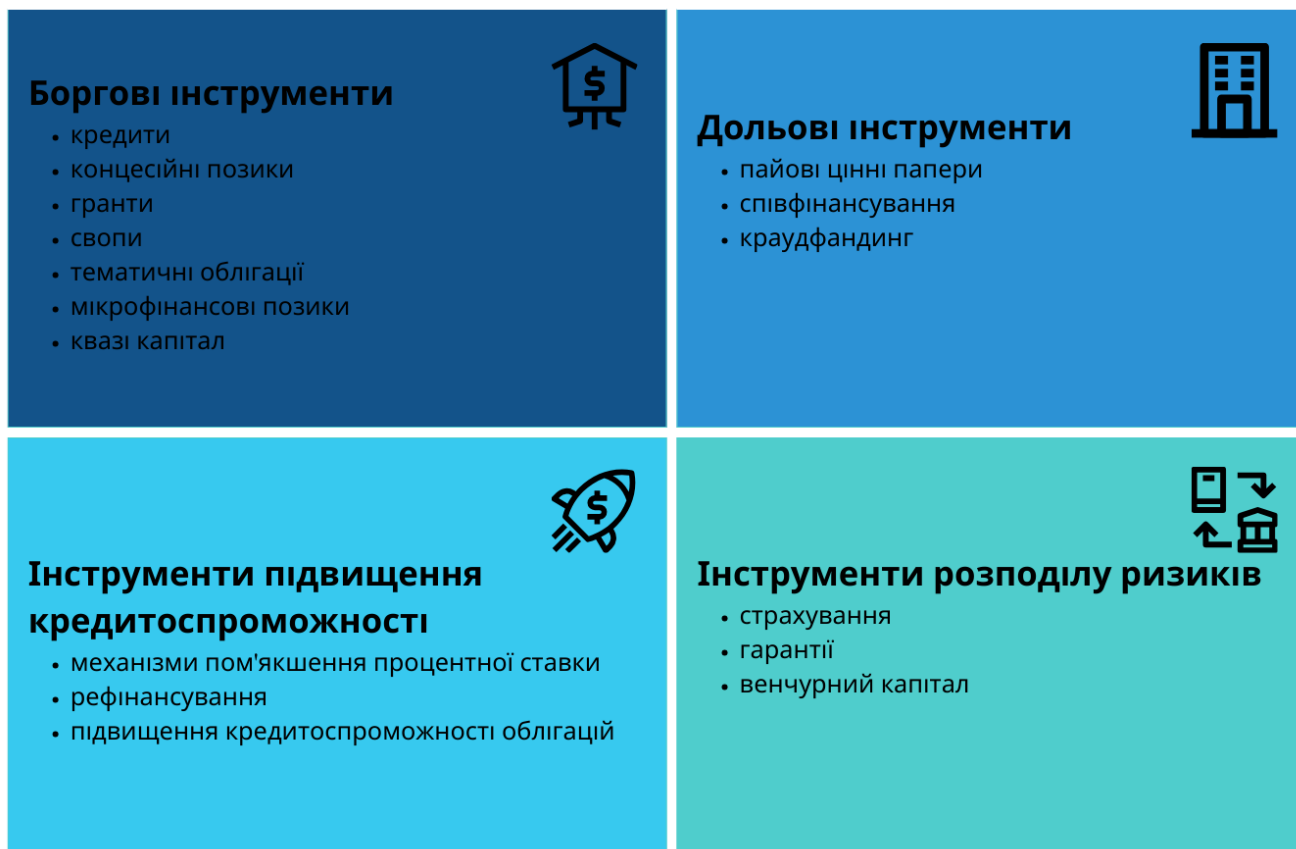 Боргові інструменти
• кредити
• концесійні позики
• гранти
• свопи
• тематичні облігації
• мікрофінансові позики
• квазі капітал
Дольові інструменти
• пайові цінні папери
• співфінансування
• краудфандинг
Інструменти підвищення
кредитоспроможності
• механізми пом'якшення процентної ставки
• рефінансування
• підвищення кредитоспроможності облігацій
Інструменти розподілу ризиків
• страхування
• гарантії
• венчурний капітал